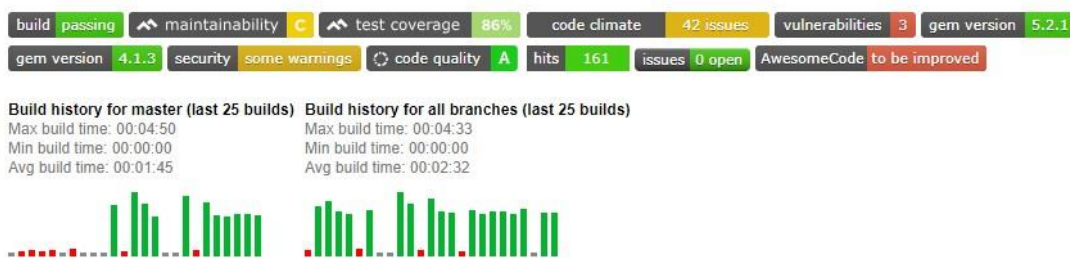 build passing maintainability C test coverage 86% code climate 42 issues vulnerabilities 3 gem version 5.2.1
gem version 4.1.3 security some warnings code quality A hits 161 issues 0 open AwesomeCode to be improved
Build history for master (last 25 builds) Build history for all branches (last 25 builds)
Max build time: 00:04:50 Max build time: 00:04:33
Min build time: 00:00:00 Min build time: 00:00:00
Avg build time: 00:01:45 Avg build time: 00:02:32